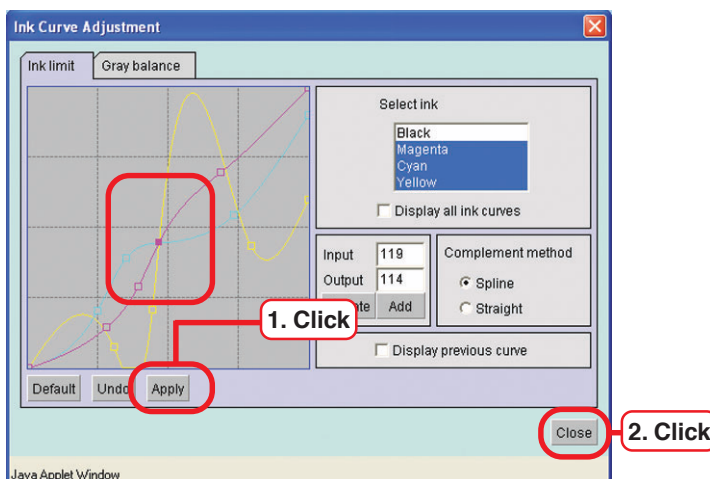 Ink Curve Adjustment
Ink limit
Gray balance
Select ink
Black
Magenta
Cyan
Yellow
Display all ink curves
Input 119
Output 114
Add
Complement method
Spline
Straight
1. Click
Display previous curve
Default Undo Apply
Close
2. Click
Java Applet Window